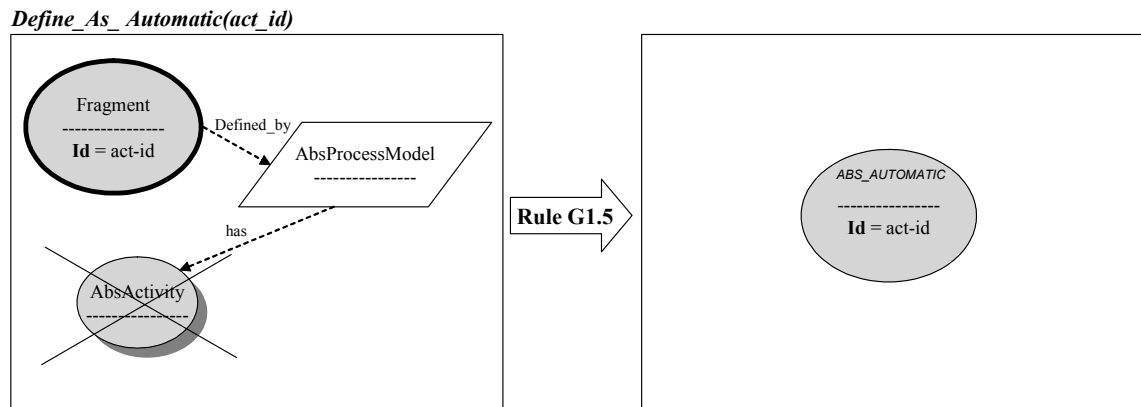 Define_As_ Automatic(act_id)
Fragment
-----------------
Id = act-id
Defined_by
AbsProcessModel
-----------------
has
AbsActivity
-----------------
Rule G1.5
ABS_AUTOMATIC
-----------------
Id = act-id